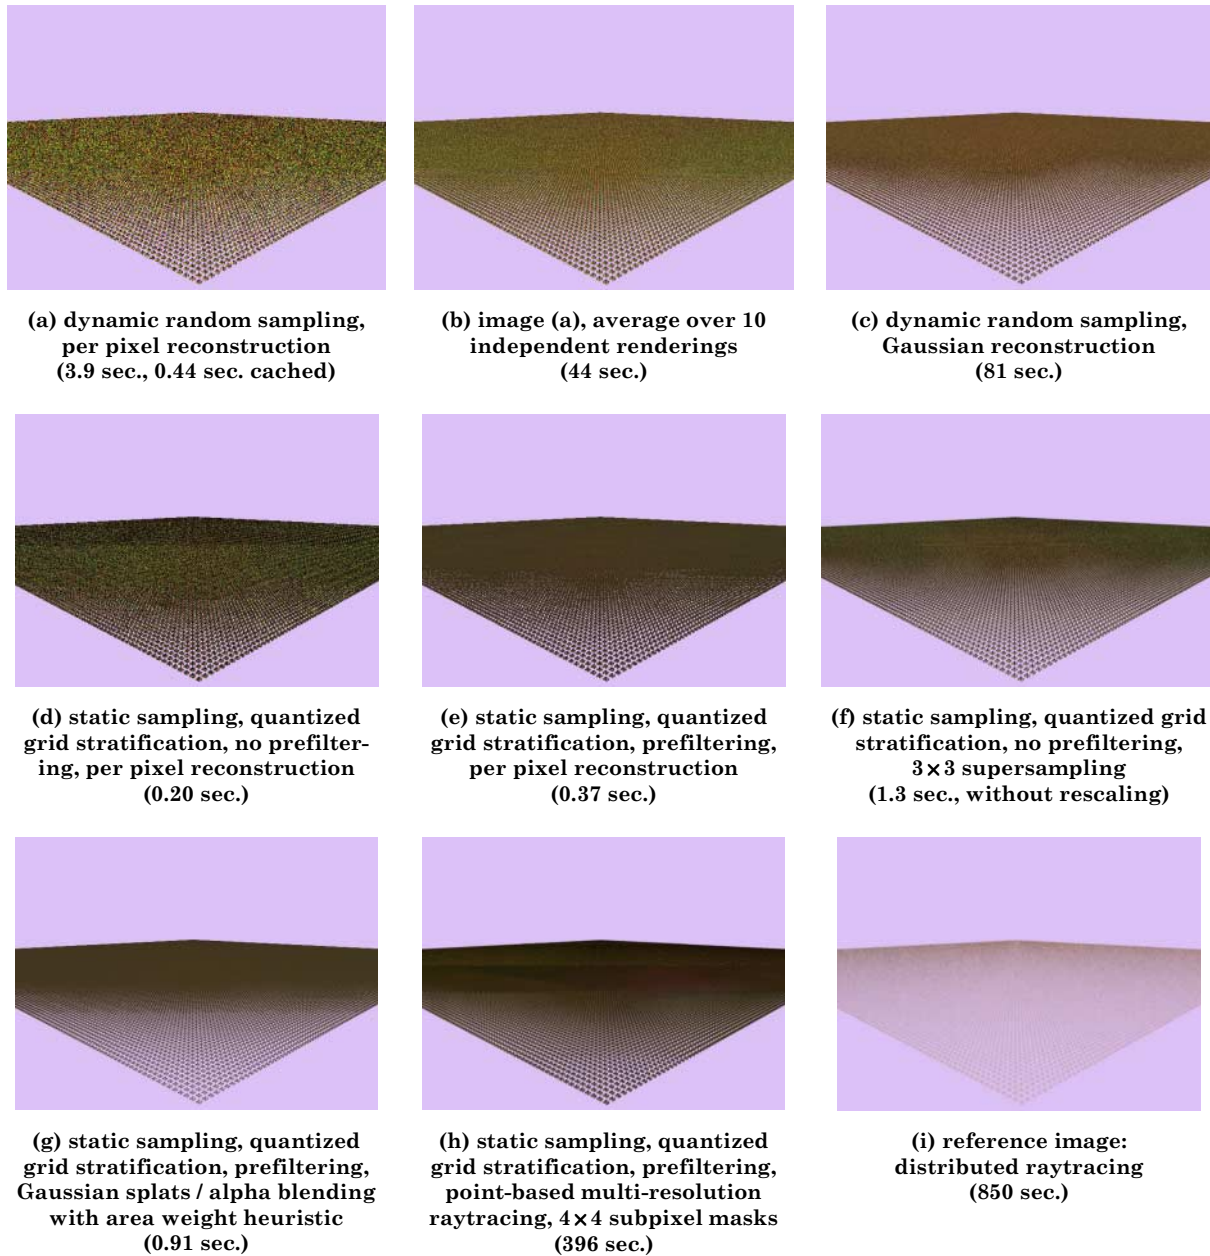 (a) dynamic random sampling,
per pixel reconstruction
(3.9 sec., 0.44 sec. cached)
(b) image (a), average over 10
independent renderings
(44 sec.)
(c) dynamic random sampling,
Gaussian reconstruction
(81 sec.)
(d) static sampling, quantized
grid stratification, no prefilter-
ing, per pixel reconstruction
(0.20 sec.)
(e) static sampling, quantized
grid stratification, prefiltering,
per pixel reconstruction
(0.37 sec.)
(f) static sampling, quantized grid
stratification, no prefiltering,
3×3 supersampling
(1.3 sec., without rescaling)
(g) static sampling, quantized
grid stratification, prefiltering,
Gaussian splats / alpha blending
with area weight heuristic
(0.91 sec.)
(h) static sampling, quantized
grid stratification, prefiltering,
point-based multi-resolution
raytracing, 4×4 subpixel masks
(396 sec.)
(i) reference image:
distributed raytracing
(850 sec.)